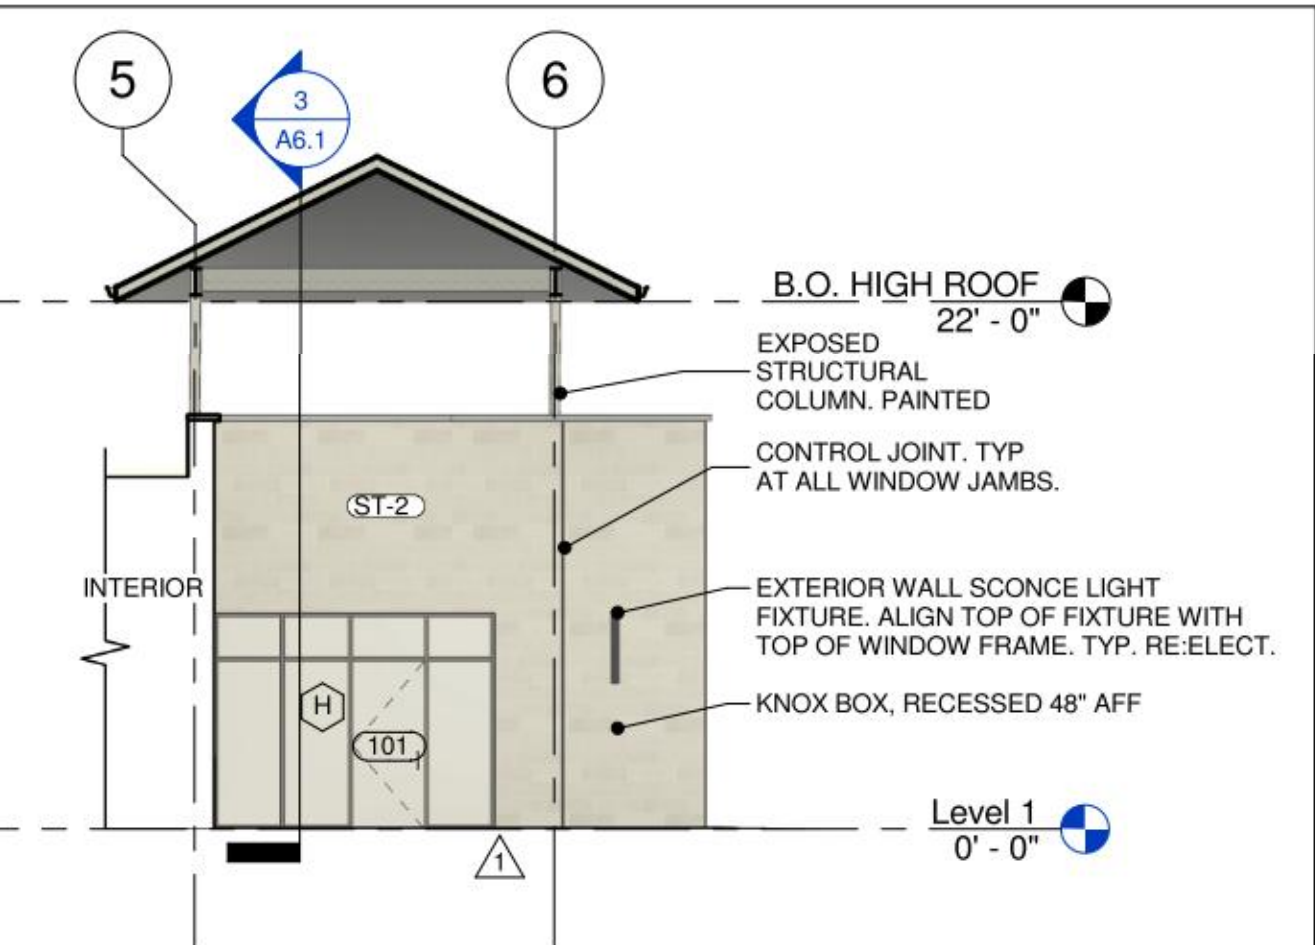 5
6
3
A6.1
B.O. HIGH ROOF
22' - 0"
EXPOSED
STRUCTURAL
COLUMN. PAINTED
CONTROL JOINT. TYP
AT ALL WINDOW JAMBS.
ST-2
INTERIOR
EXTERIOR WALL SCONCE LIGHT
FIXTURE. ALIGN TOP OF FIXTURE WITH
TOP OF WINDOW FRAME. TYP. RE:ELECT.
H
KNOX BOX, RECESSED 48" AFF
101
Level 1
0' - 0"
1